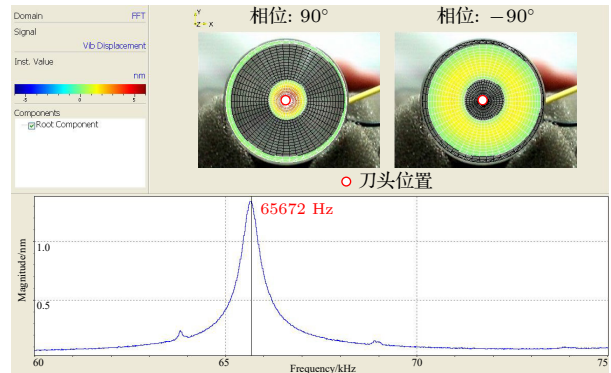 Domain FFT
Signal
Vib Displacement
Inst. Value
nm
-5 0 5
Components
Root Component
Y
Z X
相位: 90°
相位: −90°
刀头位置
65672 Hz
Magnitude/nm
1.0
0.5
60 65 70 75
Frequency/kHz